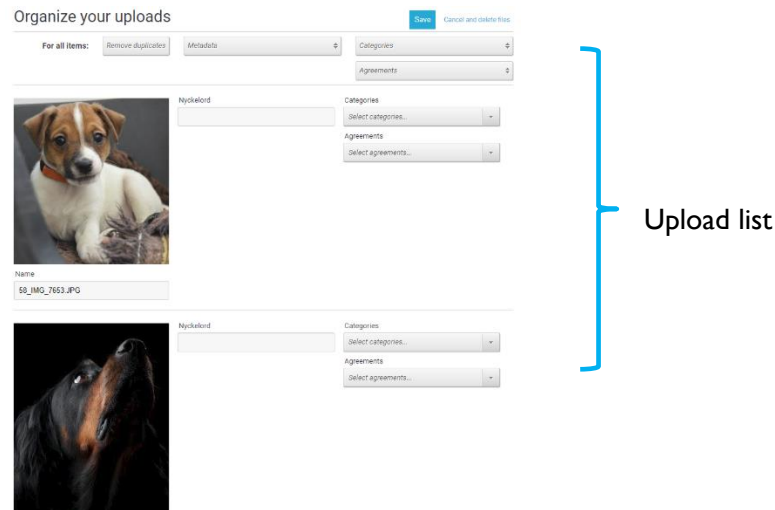 Organize your uploads
Save Cancel and delete files
For all items: Remove duplicates Metadata Categories
Agreements
Nyckelord Categories
Select categories...
Agreements
Select agreements...
Upload list
Name
58_IMG_7653.JPG
Nyckelord Categories
Select categories...
Agreements
Select agreements...